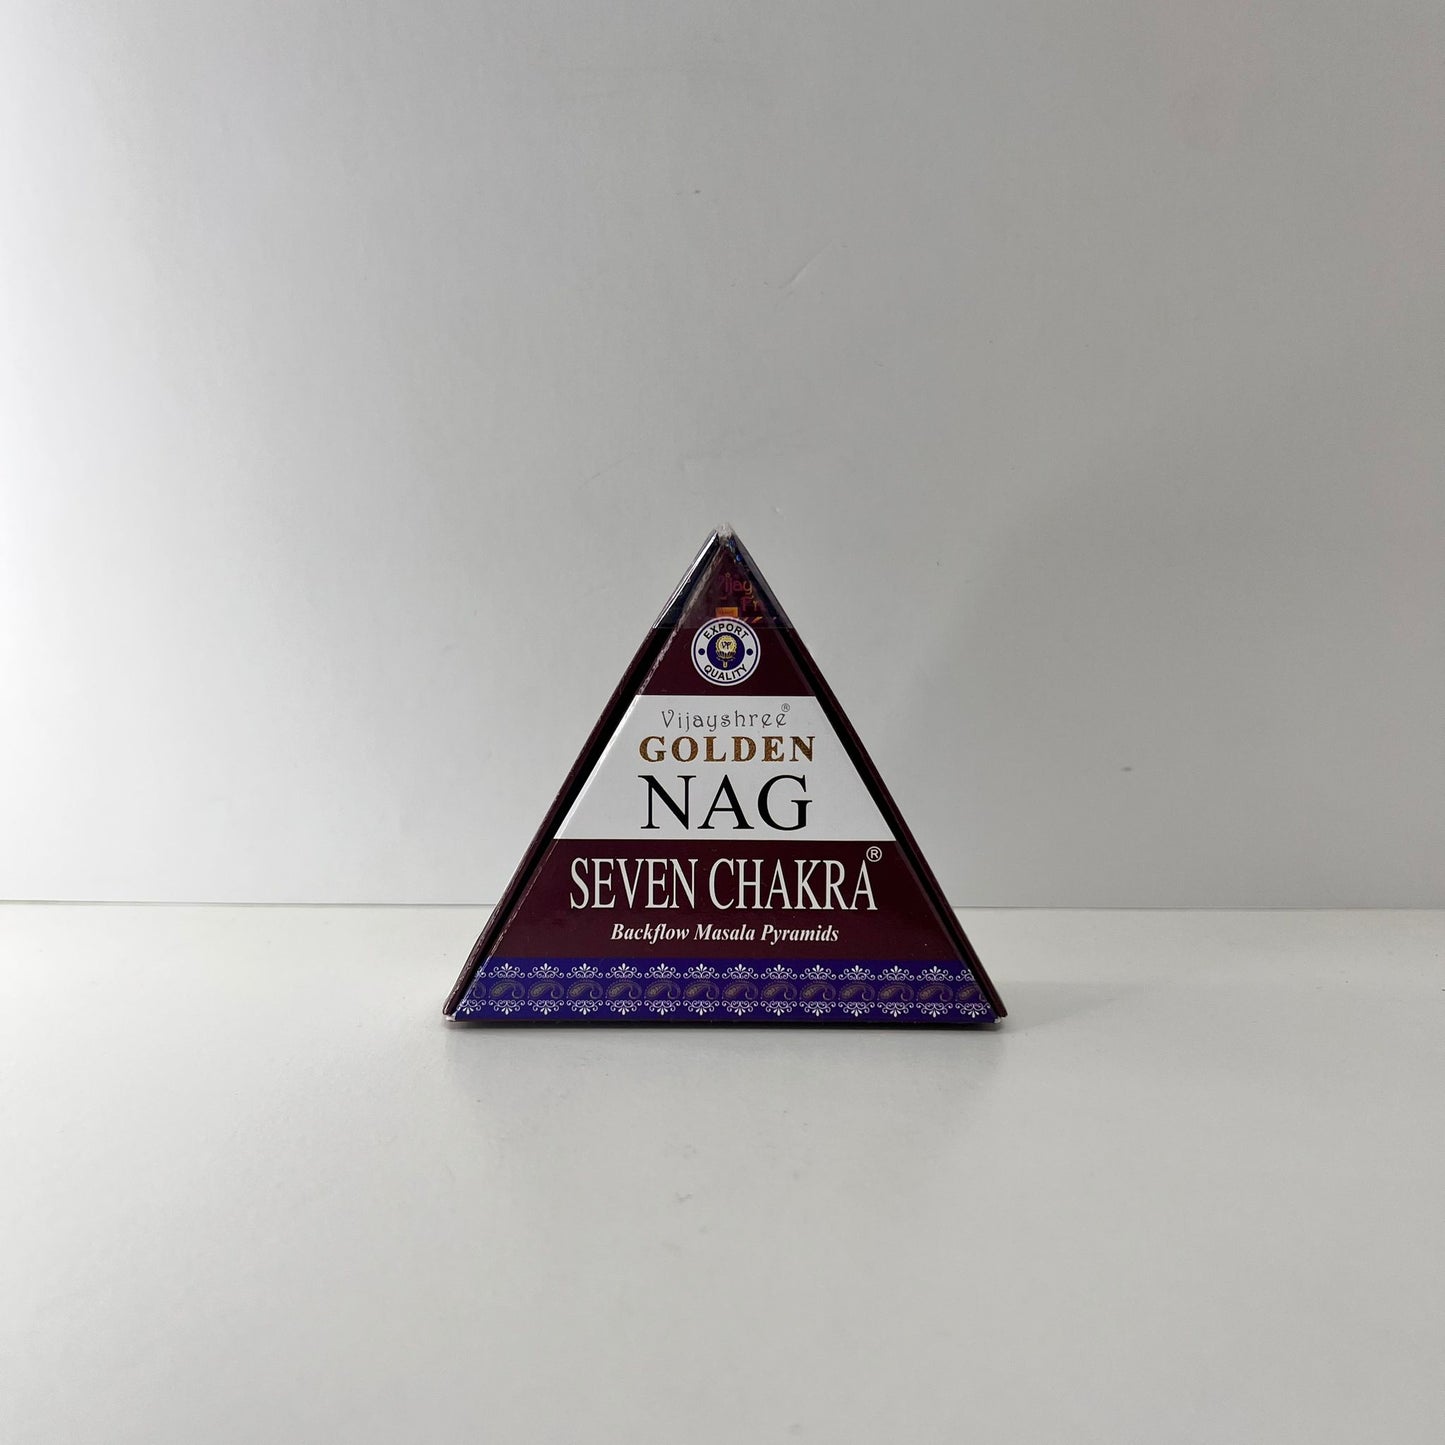 EXPORT
QUALITY
Vijayshree®
GOLDEN
NAG
SEVEN CHAKRA®
Backflow Masala Pyramids